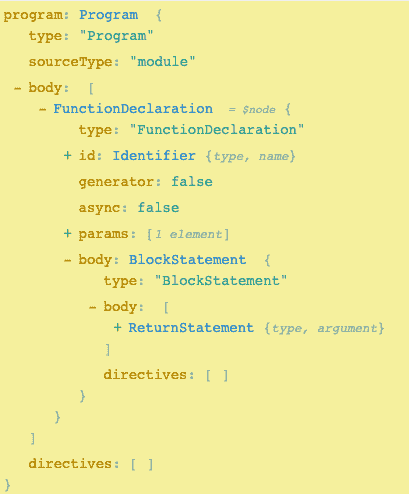 program: Program {
type: "Program"
sourceType: "module"
- body: [
- FunctionDeclaration = $node {
type: "FunctionDeclaration"
+ id: Identifier {type, name}
generator: false
async: false
+ params: [1 element]
- body: BlockStatement {
type: "BlockStatement"
- body: [
+ ReturnStatement {type, argument}
]
directives: [ ]
}
}
]
directives: [ ]
}